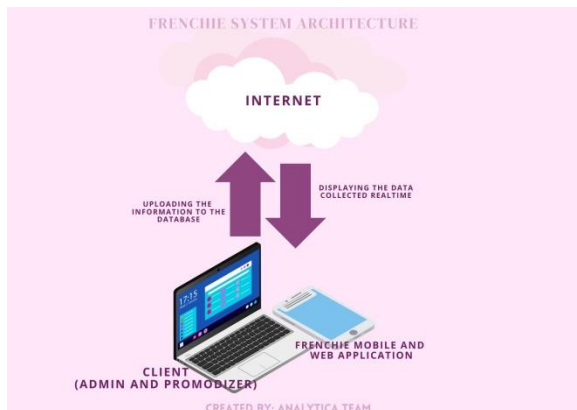 FRENCHIE SYSTEM ARCHITECTURE
INTERNET
UPLOADING THE
INFORMATION TO THE
DATABASE
DISPLAYING THE DATA
COLLECTED REALTIME
17:15
FRENCHIE MOBILE AND
WEB APPLICATION
CLIENT
(ADMIN AND PROMODIZER)
CREATED BY: ANALYTICA TEAM